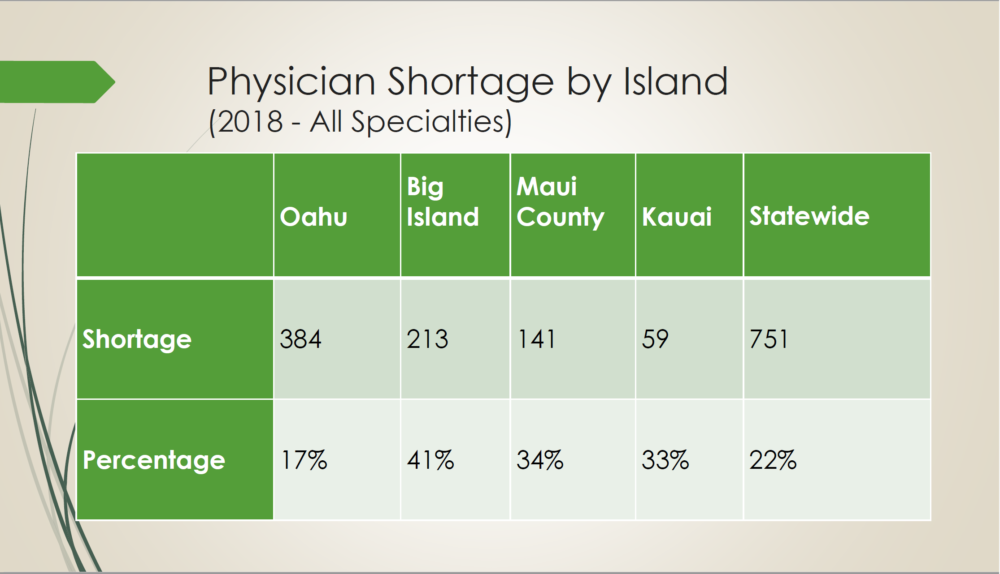 Physician Shortage by Island
(2018 - All Specialties)
Oahu Big Island Maui County Kauai Statewide
Shortage 384 213 141 59 751
Percentage 17% 41% 34% 33% 22%